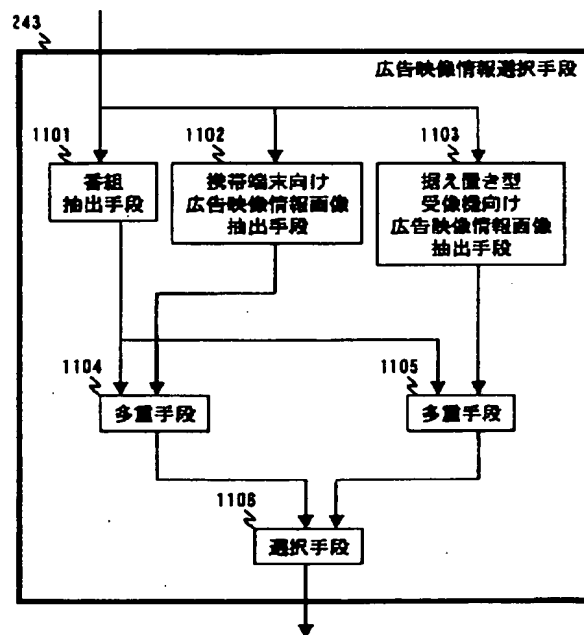 243
広告映像情報選択手段
1101
番組
抽出手段
1102
携帯端末向け
広告映像情報画像
抽出手段
1103
据え置き型
受像機向け
広告映像情報画像
抽出手段
1104
多重手段
1105
多重手段
1106
選択手段